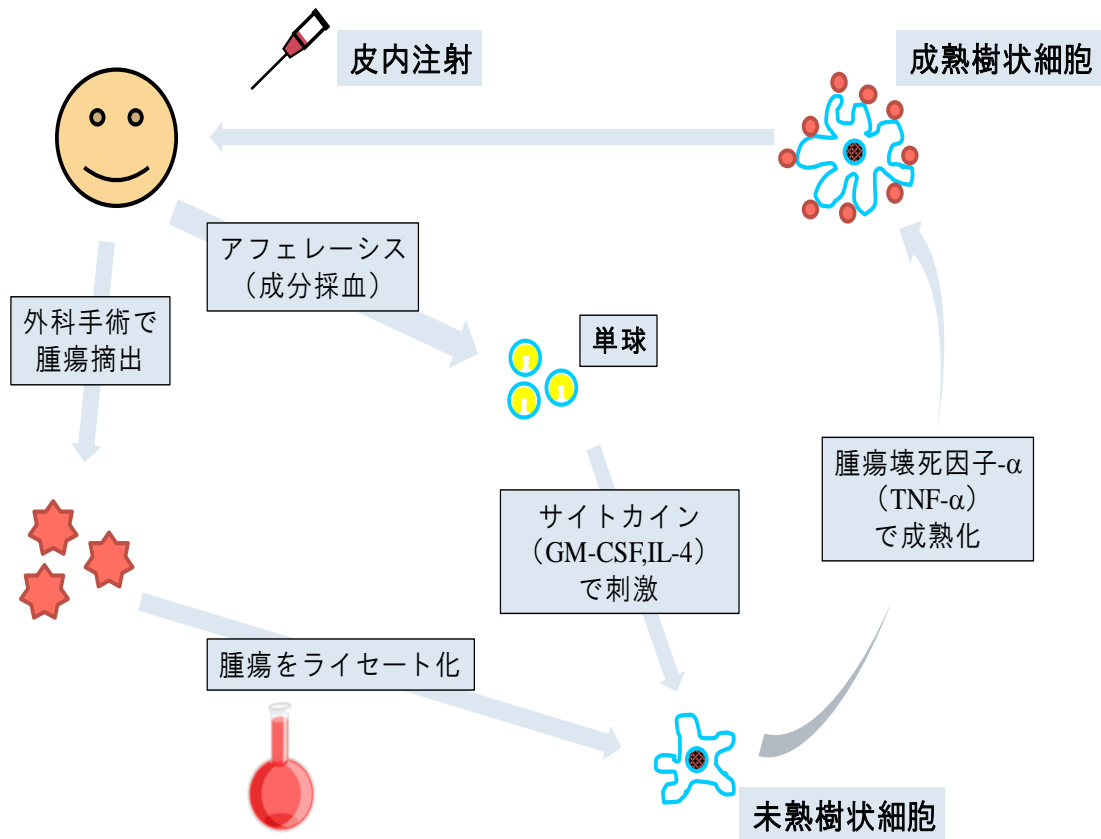 皮内注射
成熟樹状細胞
アフェレーシス
（成分採血）
外科手術で
腫瘍摘出
単球
サイトカイン
（GM-CSF,IL-4）
で刺激
腫瘍壊死因子-α
（TNF-α）
で成熟化
腫瘍をライセート化
未熟樹状細胞